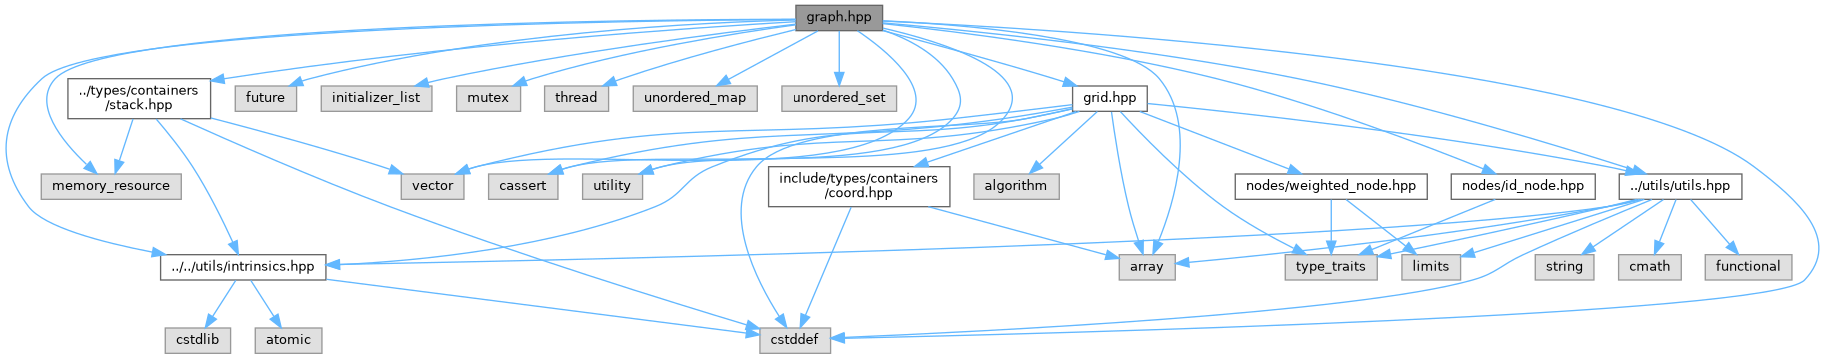 graph.hpp
../types/containers
/stack.hpp
future
initializer_list
mutex
thread
unordered_map
unordered_set
grid.hpp
memory_resource
vector
cassert
utility
include/types/containers
/coord.hpp
algorithm
nodes/weighted_node.hpp
nodes/id_node.hpp
../utils/utils.hpp
../../utils/intrinsics.hpp
array
type_traits
limits
string
cmath
functional
cstdlib
atomic
cstddef